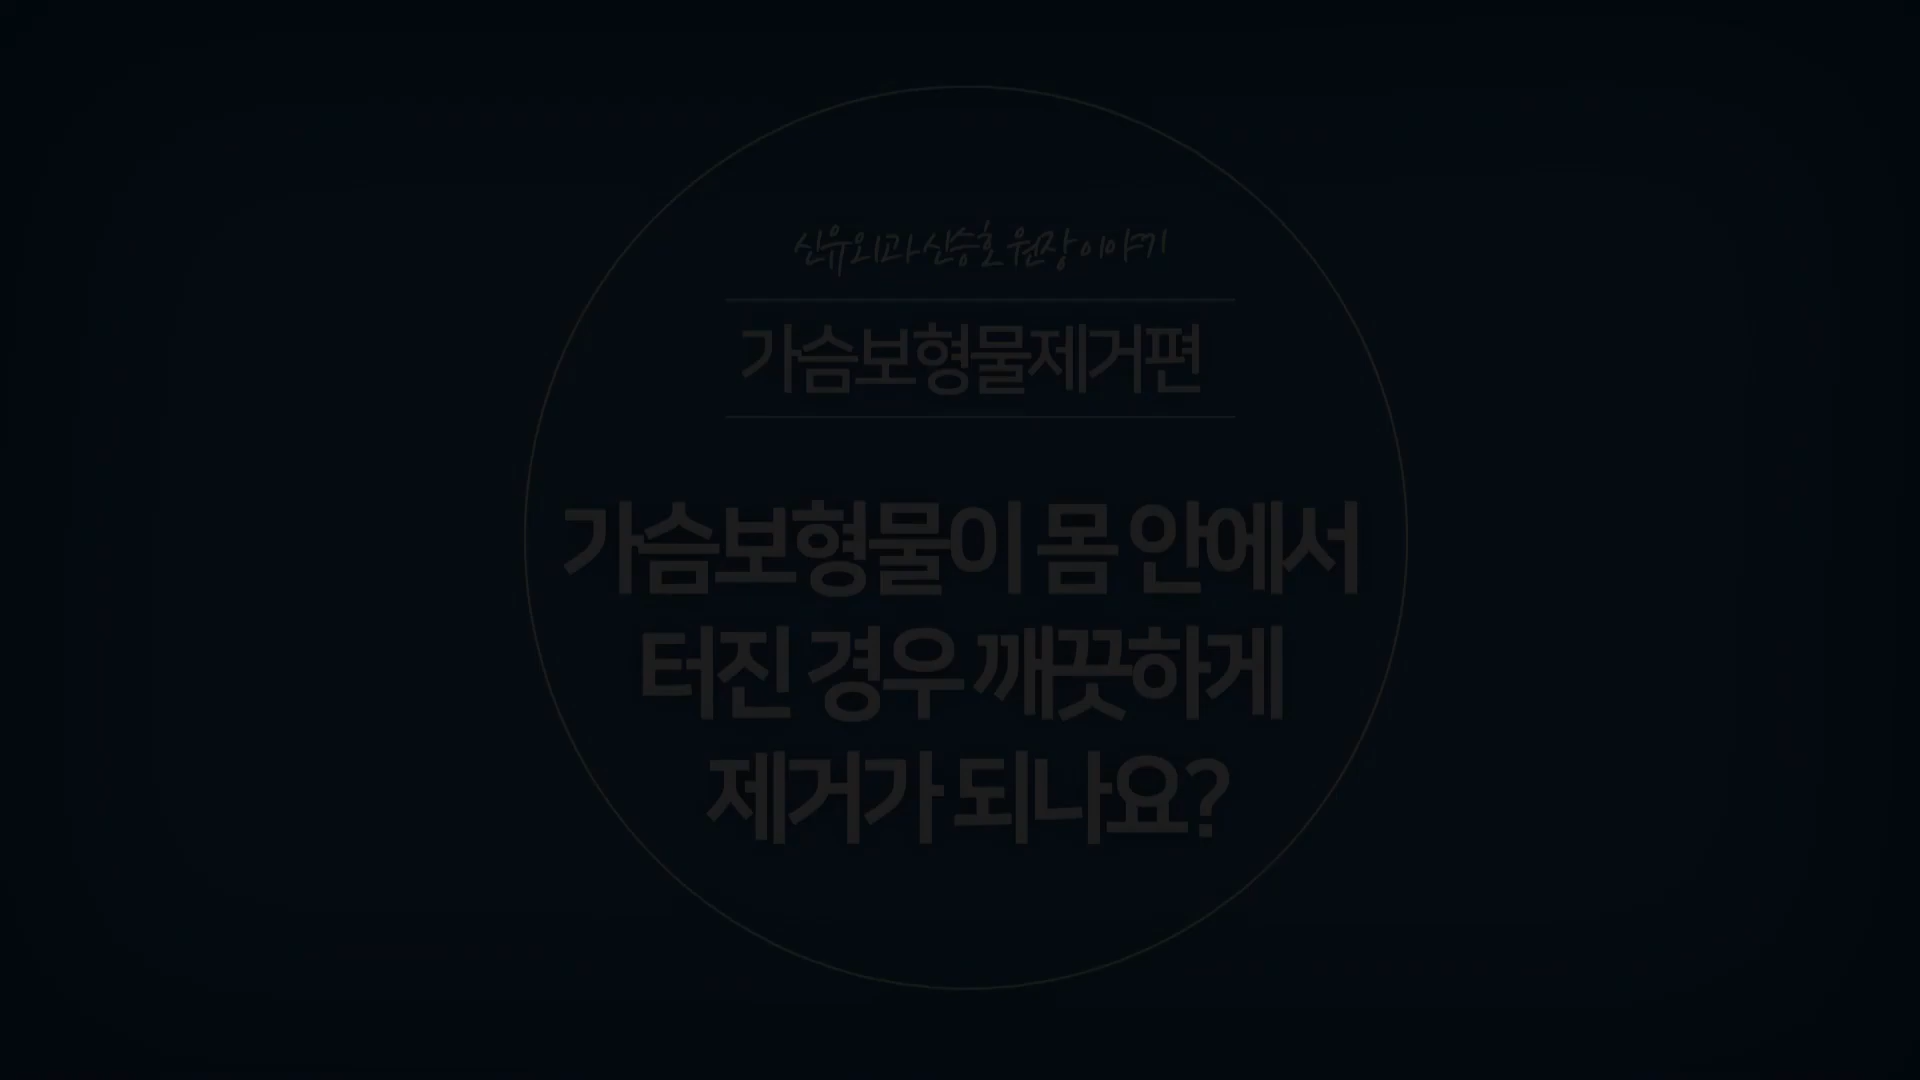 신유외과 신승호 원장 이야기
가슴보형물제거편
가슴보형물이 몸 안에서
터진 경우 깨끗하게
제거가 되나요?